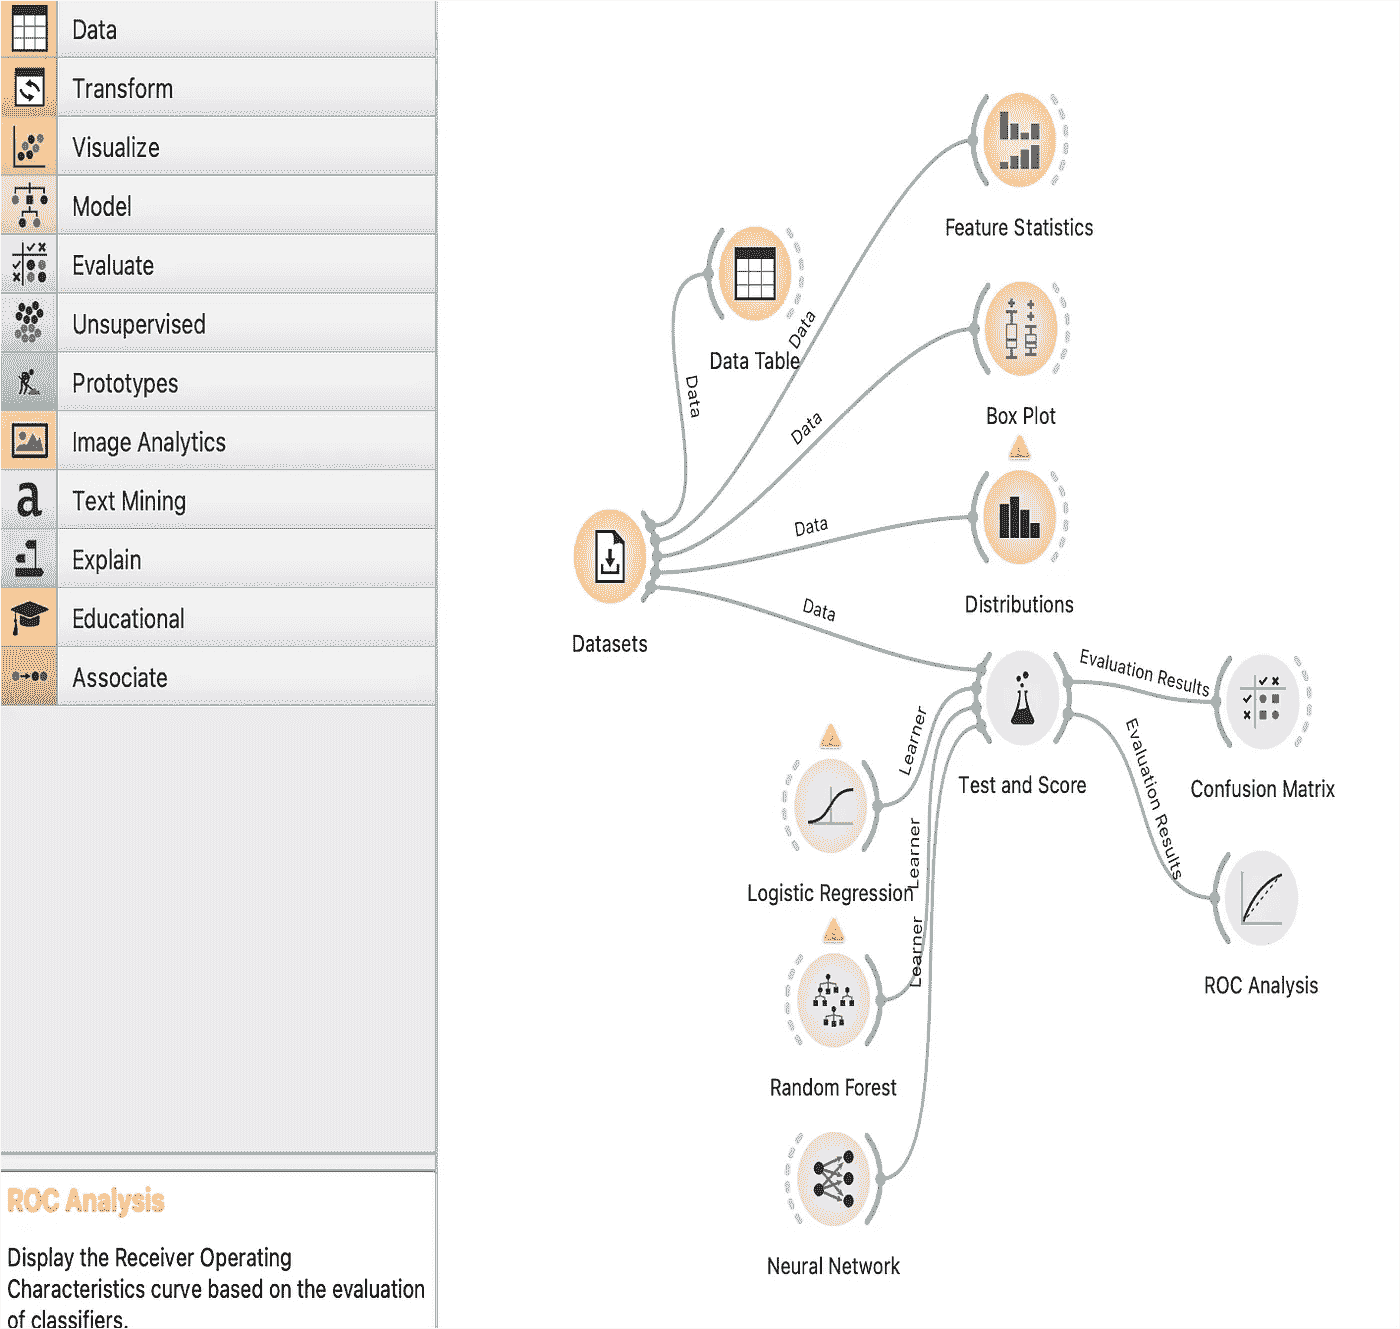 Data
Transform
Visualize
Model
Evaluate
Unsupervised
Prototypes
Image Analytics
a Text Mining
Explain
Educational
Associate
ROC Analysis
Display the Receiver Operating
Characteristics curve based on the evaluation
of classifiers.
Feature Statistics
Data Table
Data
Data
Box Plot
Data
Data
Distributions
Datasets
Data
Evaluation Results
Test and Score
Confusion Matrix
Learner
Evaluation Results
Learner
Logistic Regression
Learner
ROC Analysis
Random Forest
Neural Network